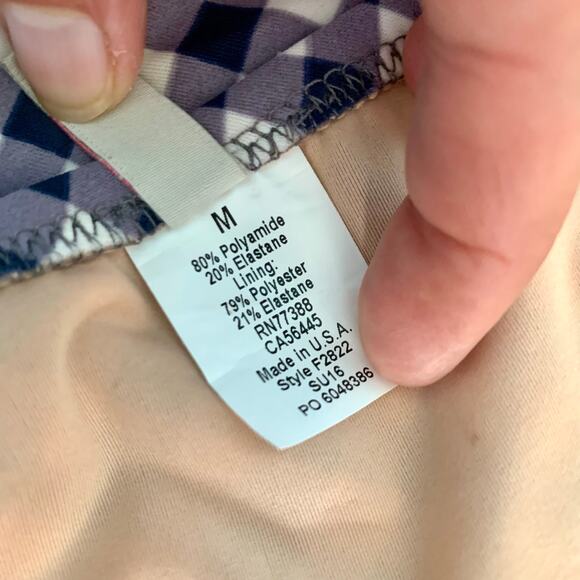 M
80% Polyamide
20% Elastane
Lining:
79% Polyester
21% Elastane
RN77388
CA56445
Made in U.S.A.
Style F2822
SU16
PO 6048386